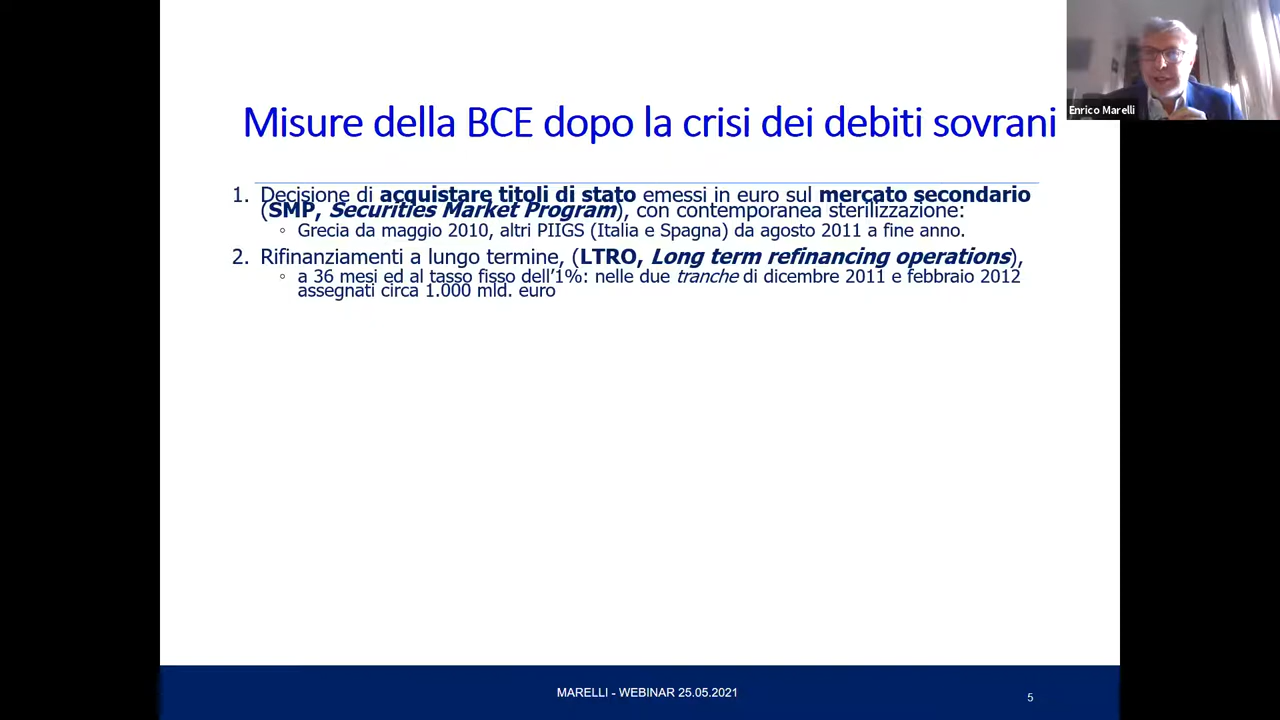 Enrico Marelli
Misure della BCE dopo la crisi dei debiti sovrani
1. Decisione di acquistare titoli di stato emessi in euro sul mercato secondario
(SMP, Securities Market Program), con contemporanea sterilizzazione:
◦ Grecia da maggio 2010, altri PIIGS (Italia e Spagna) da agosto 2011 a fine anno.
2. Rifinanziamenti a lungo termine, (LTRO, Long term refinancing operations),
◦ a 36 mesi ed al tasso fisso dell’1%: nelle due tranche di dicembre 2011 e febbraio 2012
assegnati circa 1.000 mld. euro
MARELLI - WEBINAR 25.05.2021
5